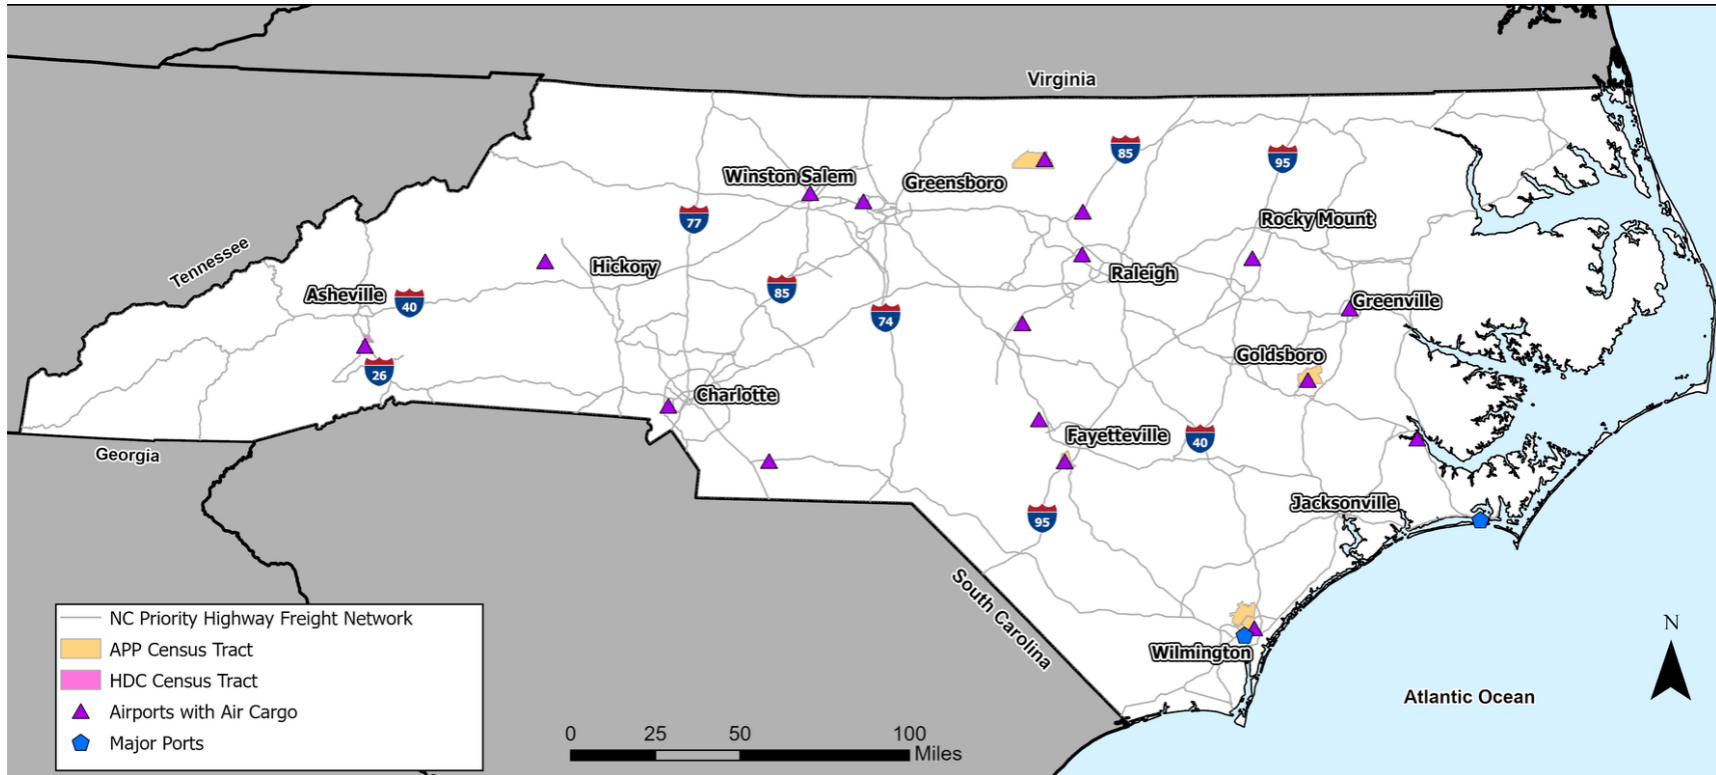 Virginia
85
95
Winston Salem
Greensboro
77
Rocky Mount
Tennessee
Hickory
Raleigh
Asheville
40
85
74
Greenville
Goldsboro
26
Charlotte
Fayetteville
40
Georgia
Jacksonville
95
South Carolina
NC Priority Highway Freight Network
APP Census Tract
HDC Census Tract
Airports with Air Cargo
Major Ports
Wilmington
N
Atlantic Ocean
0 25 50 100
Miles